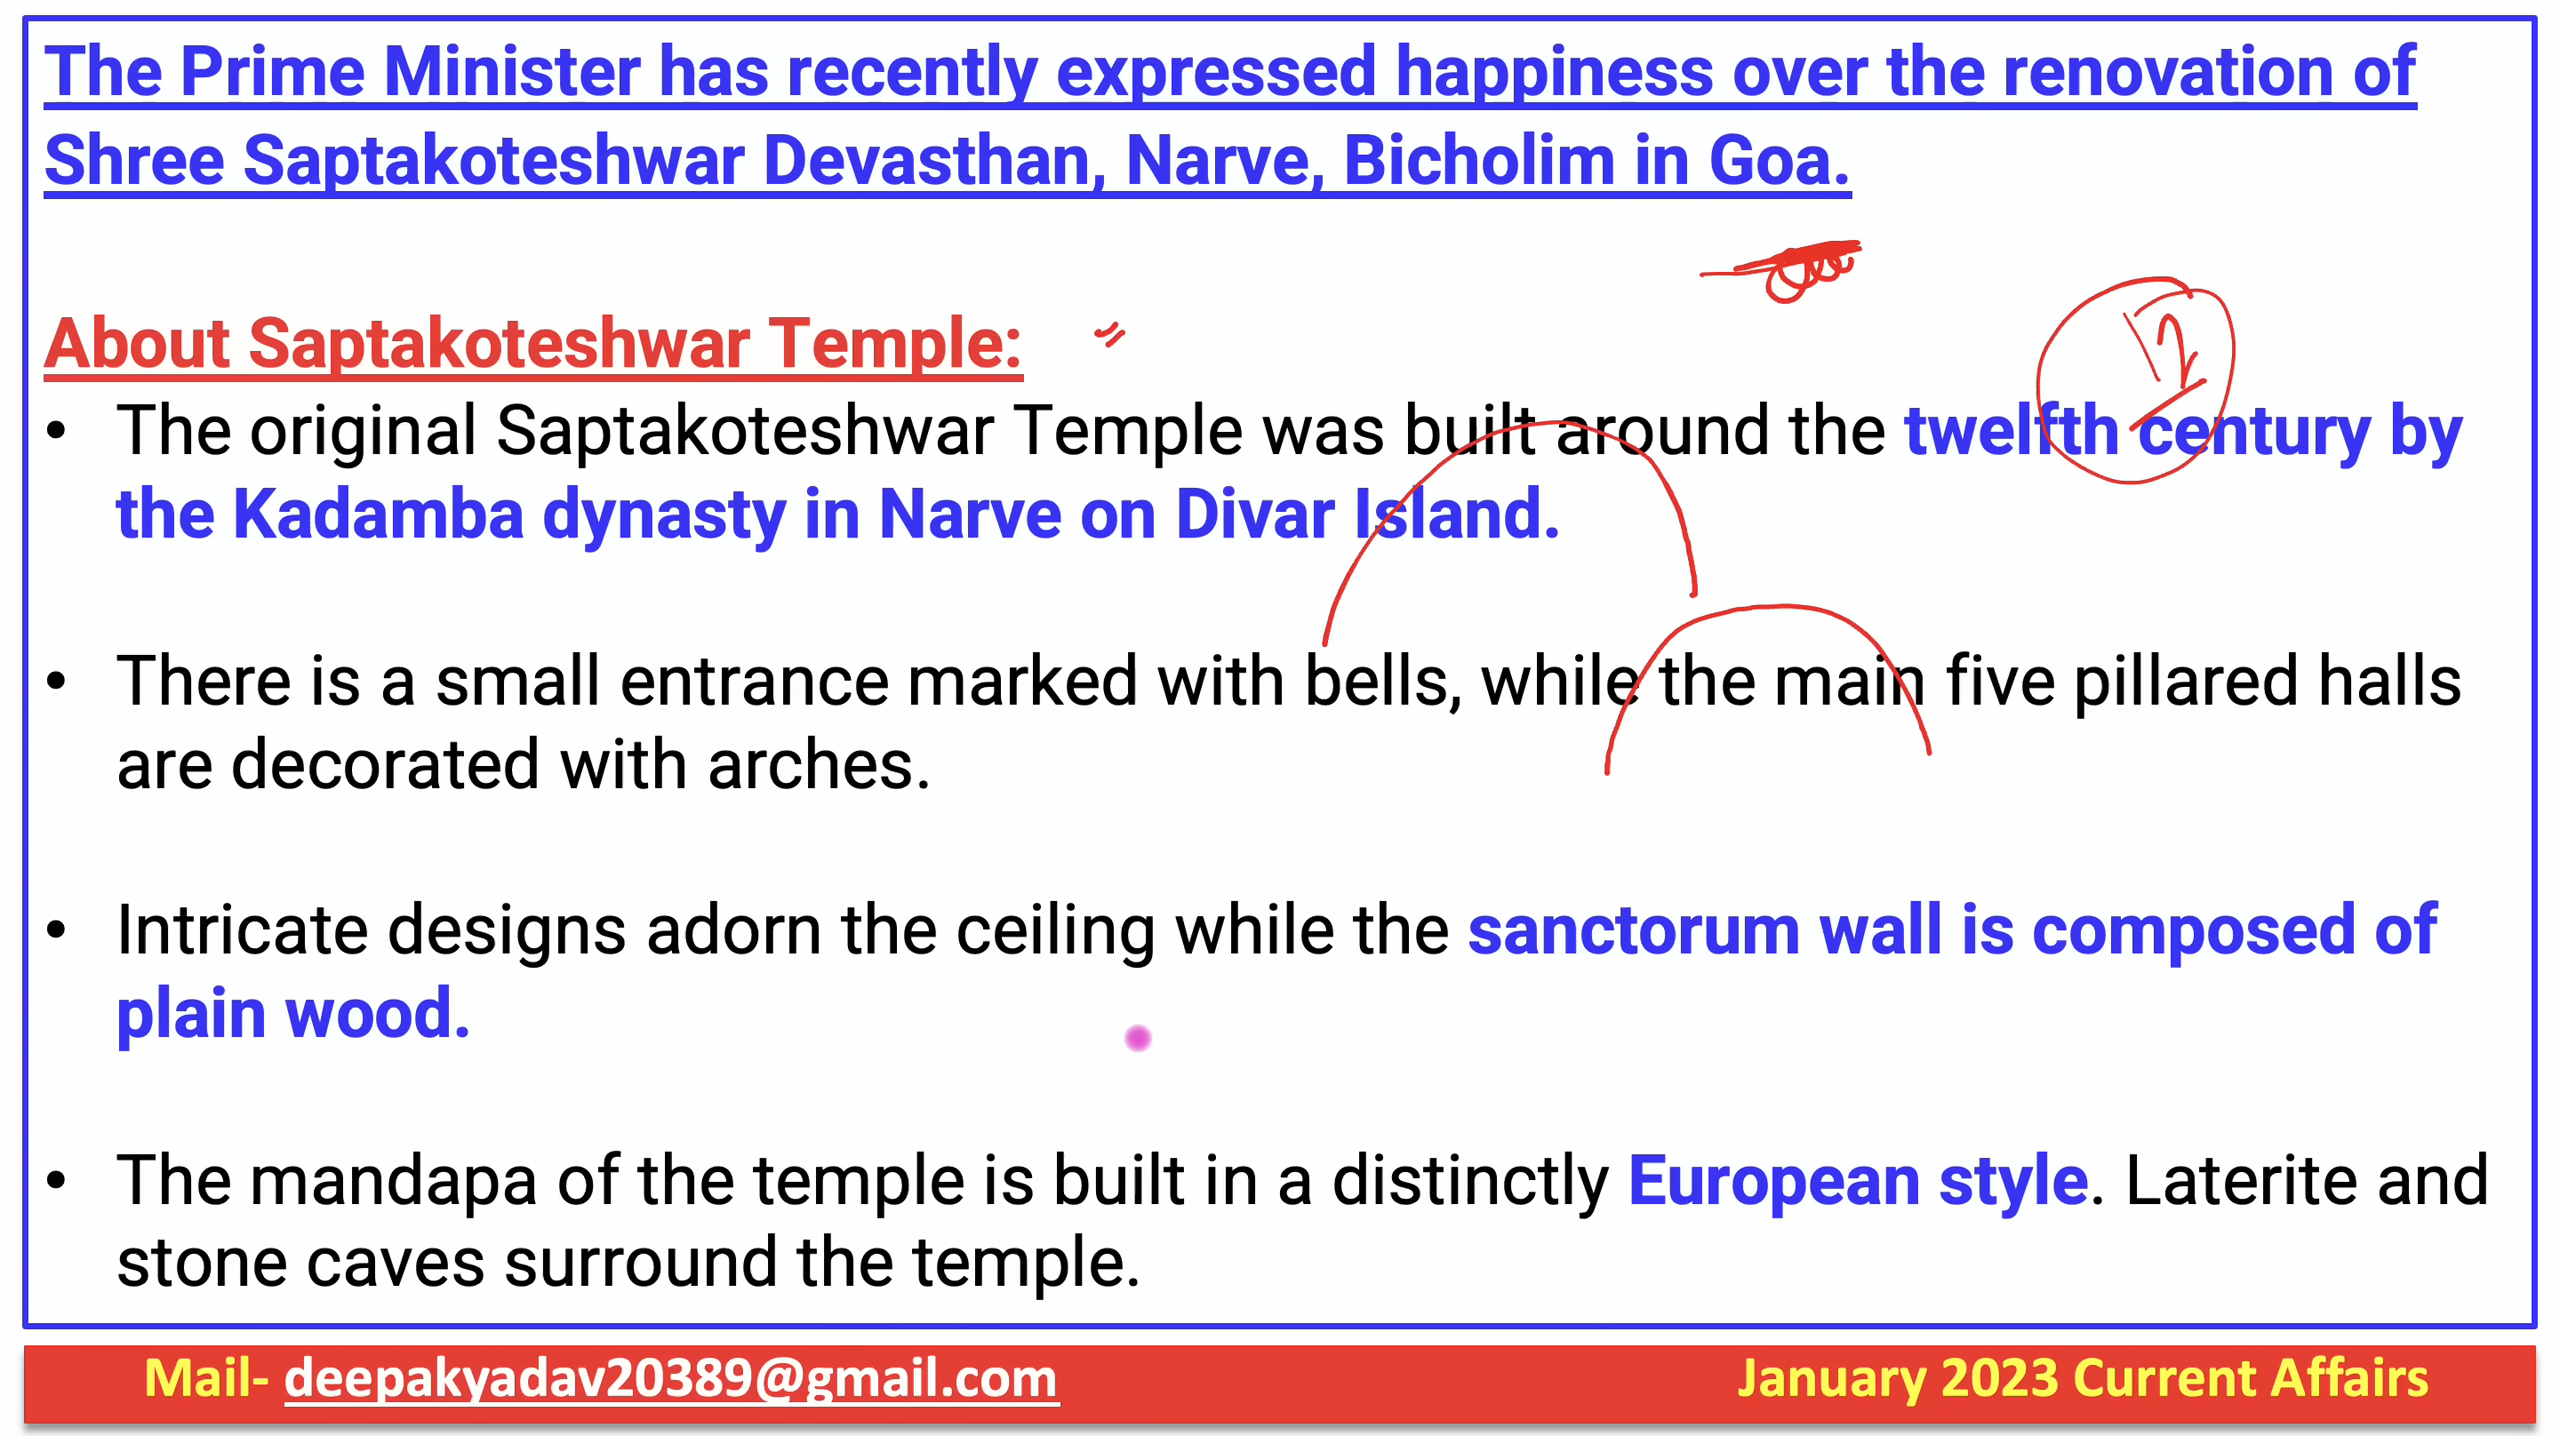 The Prime Minister has recently expressed happiness over the renovation of
Shree Saptakoteshwar Devasthan, Narve, Bicholim in Goa.
About Saptakoteshwar Temple:
12
• The original Saptakoteshwar Temple was built around the twelfth century by
the Kadamba dynasty in Narve on Divar Island.
• There is a small entrance marked with bells, while the main five pillared halls
are decorated with arches.
• Intricate designs adorn the ceiling while the sanctorum wall is composed of
plain wood.
• The mandapa of the temple is built in a distinctly European style. Laterite and
stone caves surround the temple.
Mail- deepakyadav20389@gmail.com
January 2023 Current Affairs